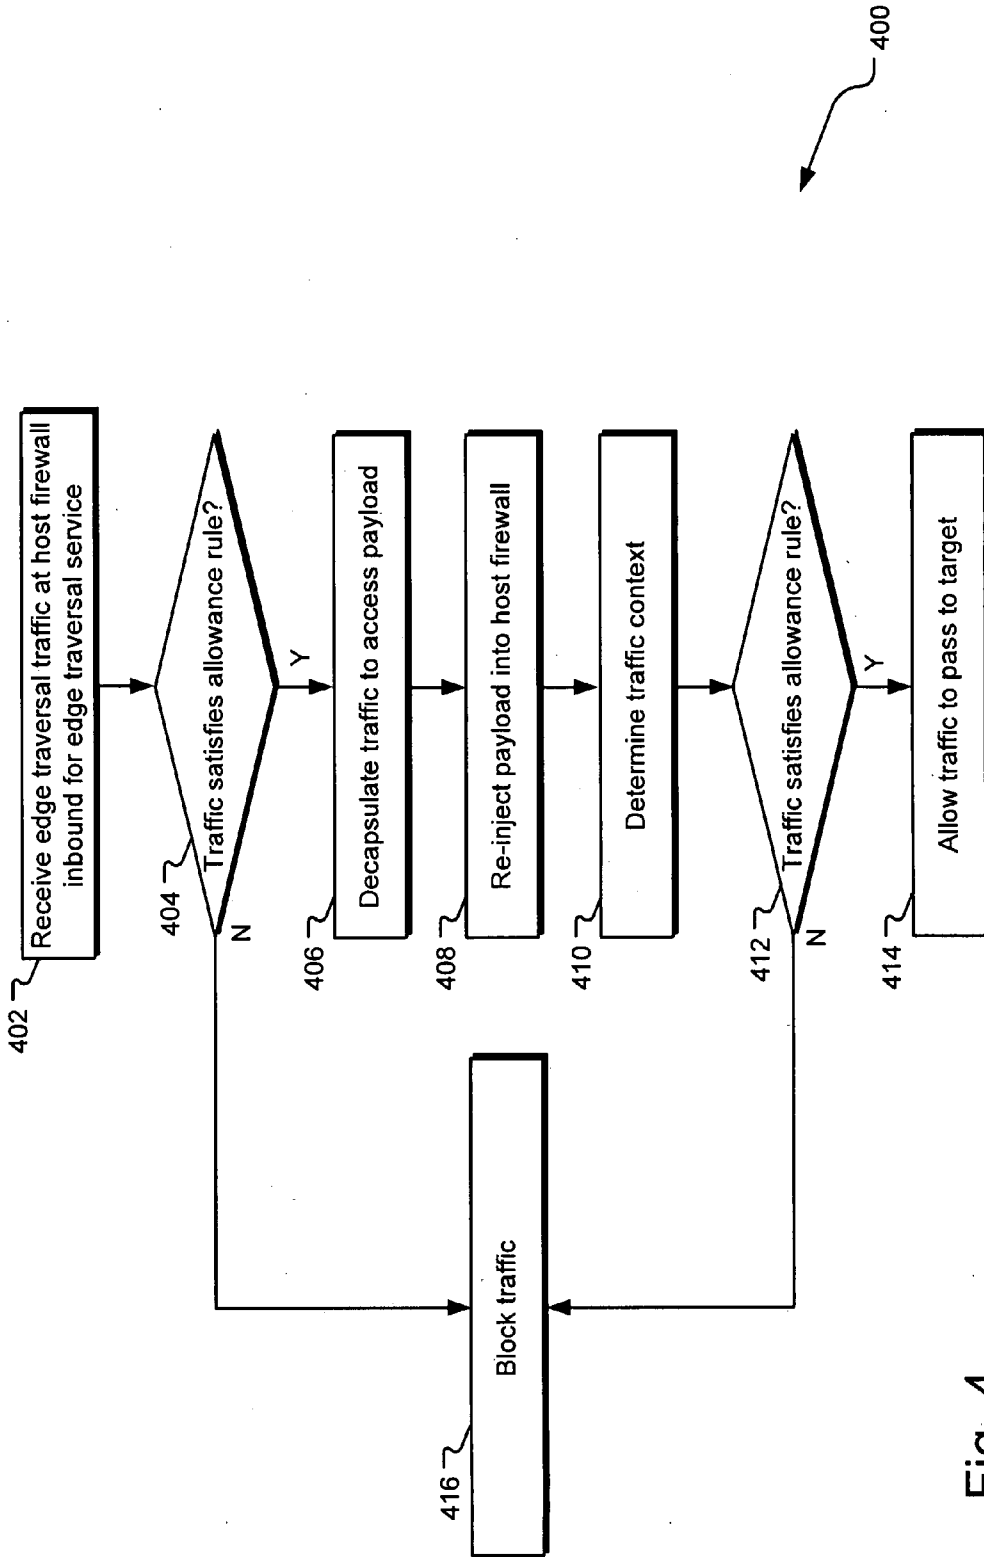 402
Receive edge traversal traffic at host firewall
inbound for edge traversal service
404
Traffic satisfies allowance rule?
N
Y
406
Decapsulate traffic to access payload
408
Re-inject payload into host firewall
410
Determine traffic context
412
Traffic satisfies allowance rule?
N
Y
414
Allow traffic to pass to target
416
Block traffic
400
Fig. 4